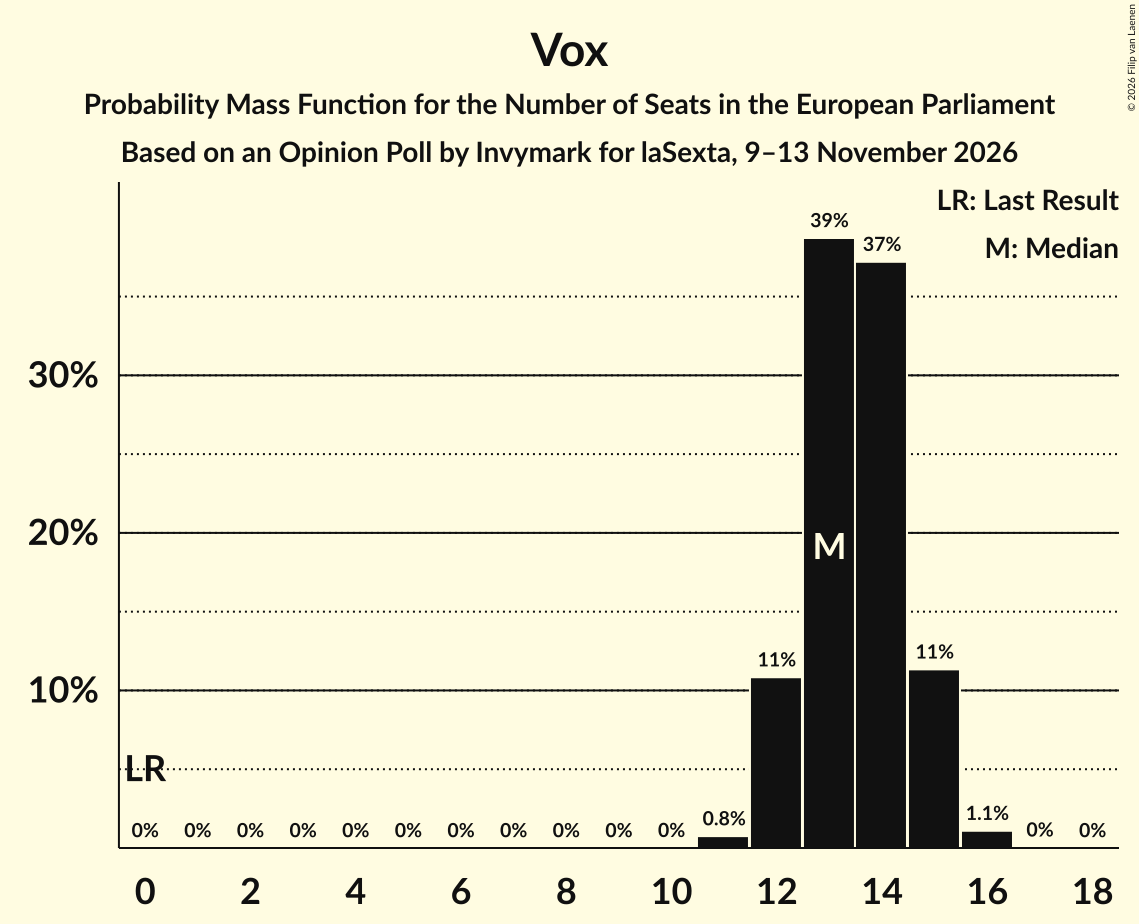 Vox
Probability Mass Function for the Number of Seats in the European Parliament
Based on an Opinion Poll by Invymark for laSexta, 9–13 November 2026
© 2026 Filip van Laenen
LR: Last Result
M: Median
39%
37%
30%
20%
M
11%
11%
10%
LR
0% 0% 0% 0% 0% 0% 0% 0% 0% 0% 0% 0.8% 1.1% 0% 0%
0 2 4 6 8 10 12 14 16 18